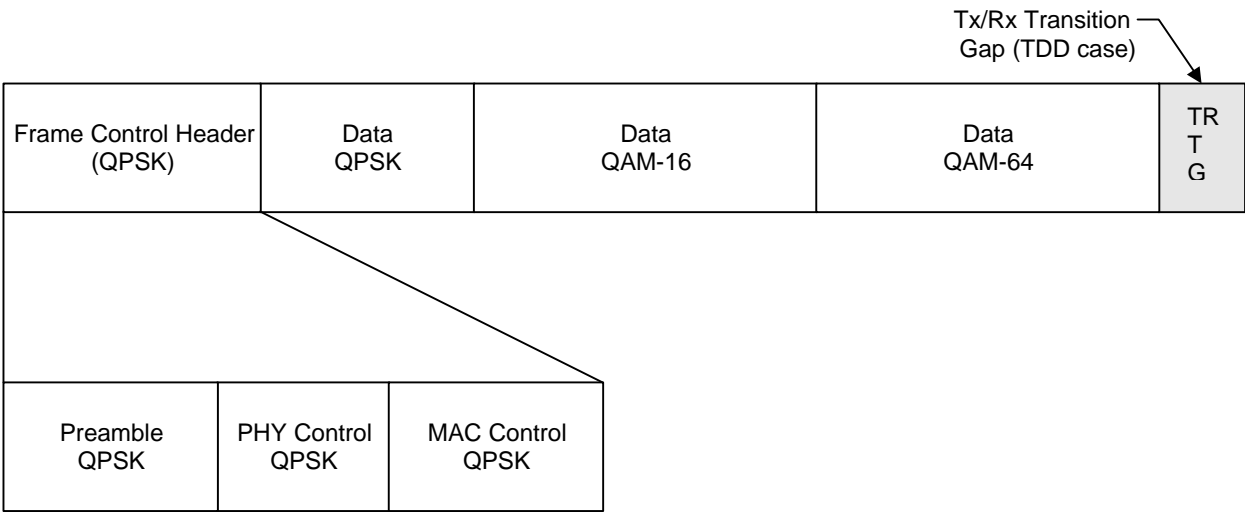 Tx/Rx Transition
Gap (TDD case)
Frame Control Header
(QPSK)
Data
QPSK
Data
QAM-16
Data
QAM-64
TR
T
G
Preamble
QPSK
PHY Control
QPSK
MAC Control
QPSK